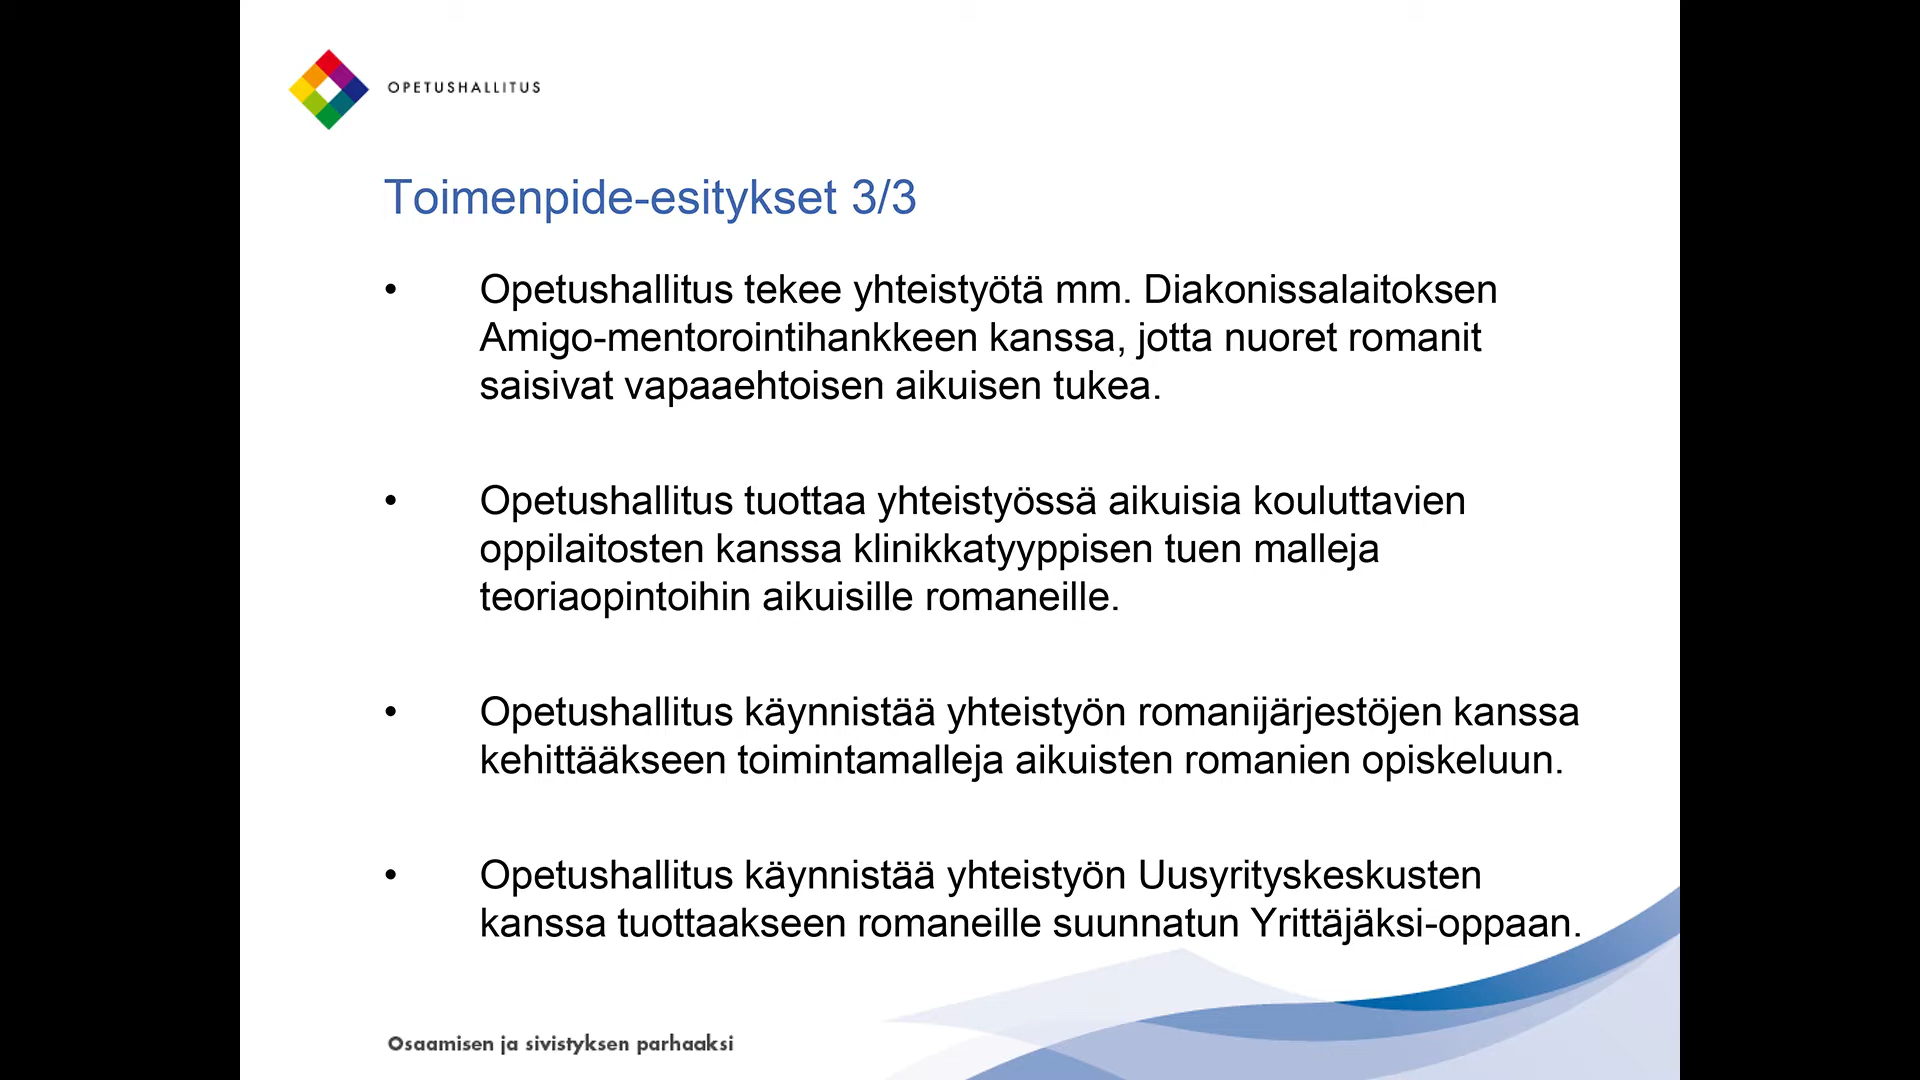 OPETUSHALLITUS
Toimenpide-esitykset 3/3
• Opetushallitus tekee yhteistyötä mm. Diakonissalaitoksen
Amigo-mentorointihankkeen kanssa, jotta nuoret romanit
saisivat vapaaehtoisen aikuisen tukea.
• Opetushallitus tuottaa yhteistyössä aikuisia kouluttavien
oppilaitosten kanssa klinikkatyyppisen tuen malleja
teoriaopintoihin aikuisille romaneille.
• Opetushallitus käynnistää yhteistyön romanijärjestöjen kanssa
kehittääkseen toimintamalleja aikuisten romanien opiskeluun.
• Opetushallitus käynnistää yhteistyön Uusyrityskeskusten
kanssa tuottaakseen romaneille suunnatun Yrittäjäksi-oppaan.
Osaamisen ja sivistyksen parhaaksi